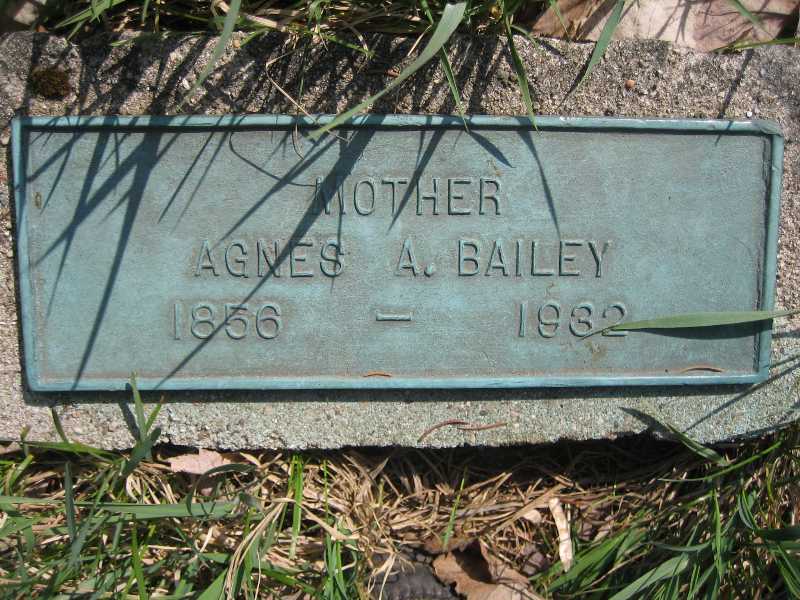 MOTHER
AGNES A. BAILEY
1856 – 1932